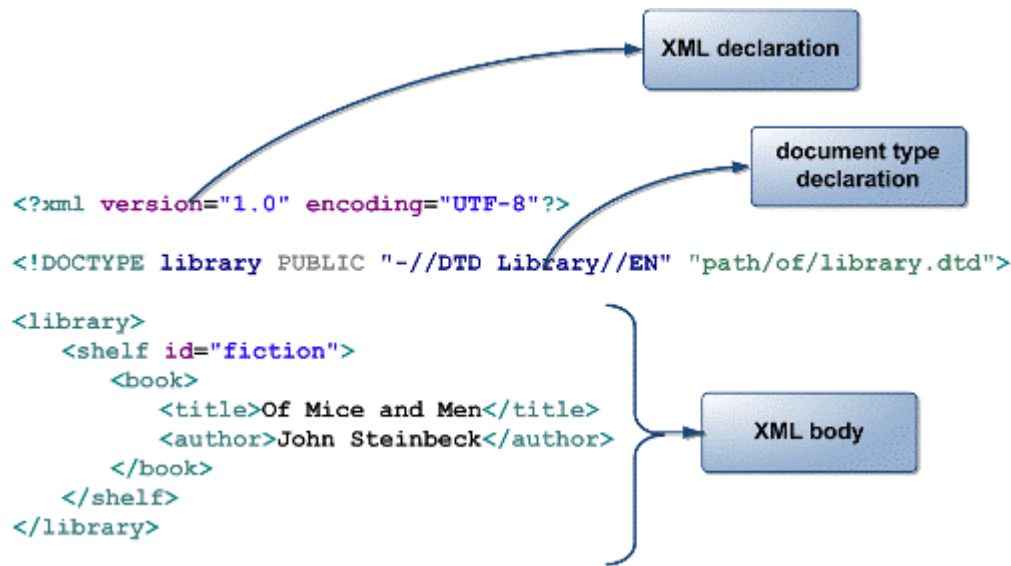 XML declaration
document type
declaration
<?xml version="1.0" encoding="UTF-8"?>
<!DOCTYPE library PUBLIC "-//DTD Library//EN" "path/of/library.dtd">
<library>
<shelf id="fiction">
<book>
<title>Of Mice and Men</title>
<author>John Steinbeck</author>
</book>
</shelf>
</library>
XML body